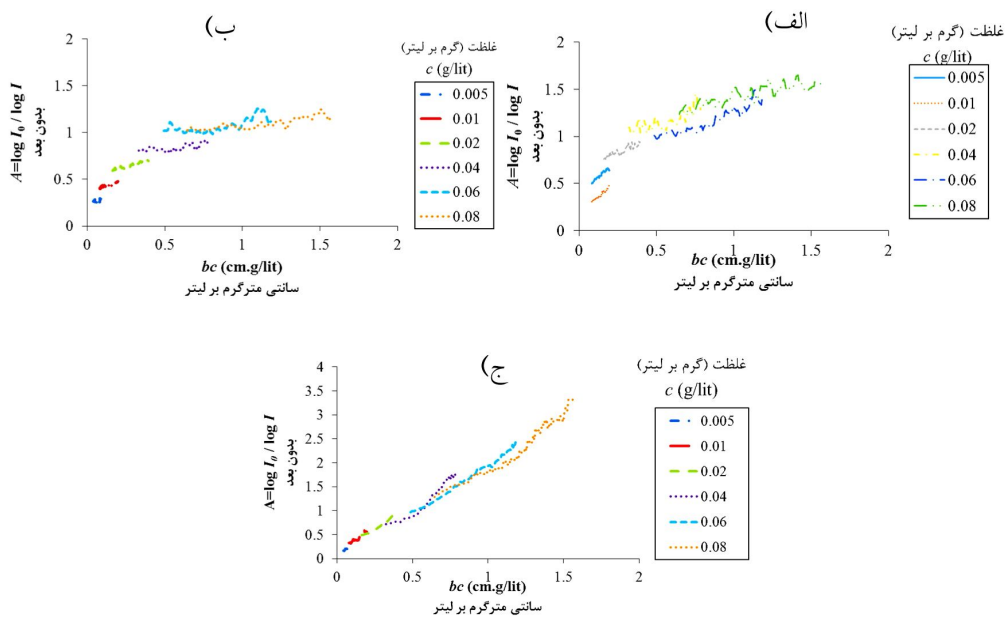 الف)
غلظت (گرم بر لیتر)
c (g/lit)
0.005
0.01
0.02
0.04
0.06
0.08
A=log I₀ / log I
بدون بعد
2
1.5
1
0.5
0
0
0.5
1
1.5
2
bc (cm.g/lit)
سانتی مترگرم بر لیتر
ب)
غلظت (گرم بر لیتر)
c (g/lit)
0.005
0.01
0.02
0.04
0.06
0.08
A=log I₀ / log I
بدون بعد
2
1.5
1
0.5
0
0
0.5
1
1.5
2
bc (cm.g/lit)
سانتی مترگرم بر لیتر
ج)
غلظت (گرم بر لیتر)
c (g/lit)
0.005
0.01
0.02
0.04
0.06
0.08
A=log I₀ / log I
بدون بعد
4
3.5
3
2.5
2
1.5
1
0.5
0
0
0.5
1
1.5
2
bc (cm.g/lit)
سانتی مترگرم بر لیتر